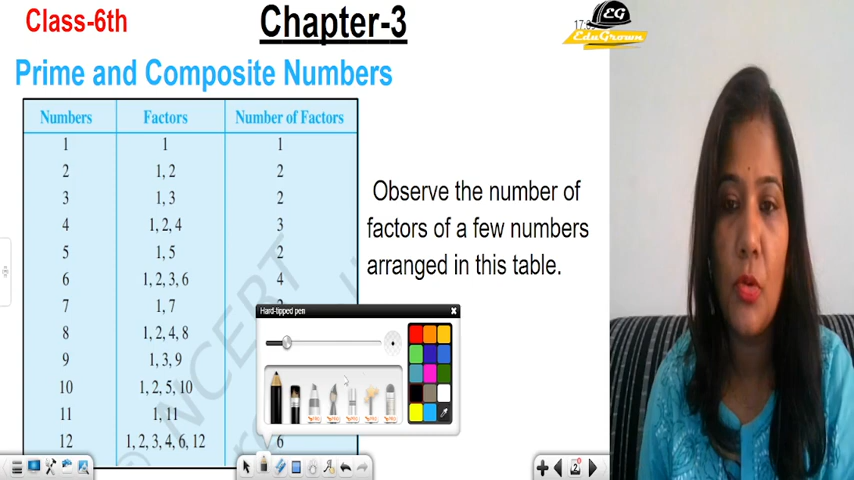 Class-6th
Chapter-3
EG
EduGrown
Prime and Composite Numbers
Numbers Factors Number of Factors
1 1 1
2 1, 2 2
3 1, 3 2
4 1, 2, 4 3
5 1, 5 2
6 1, 2, 3, 6 4
7 1, 7
8 1, 2, 4, 8
9 1, 3, 9
10 1, 2, 5, 10
11 1, 11
12 1, 2, 3, 4, 6, 12 6
Observe the number of
factors of a few numbers
arranged in this table.
Hard-tipped pen
NCERT
2